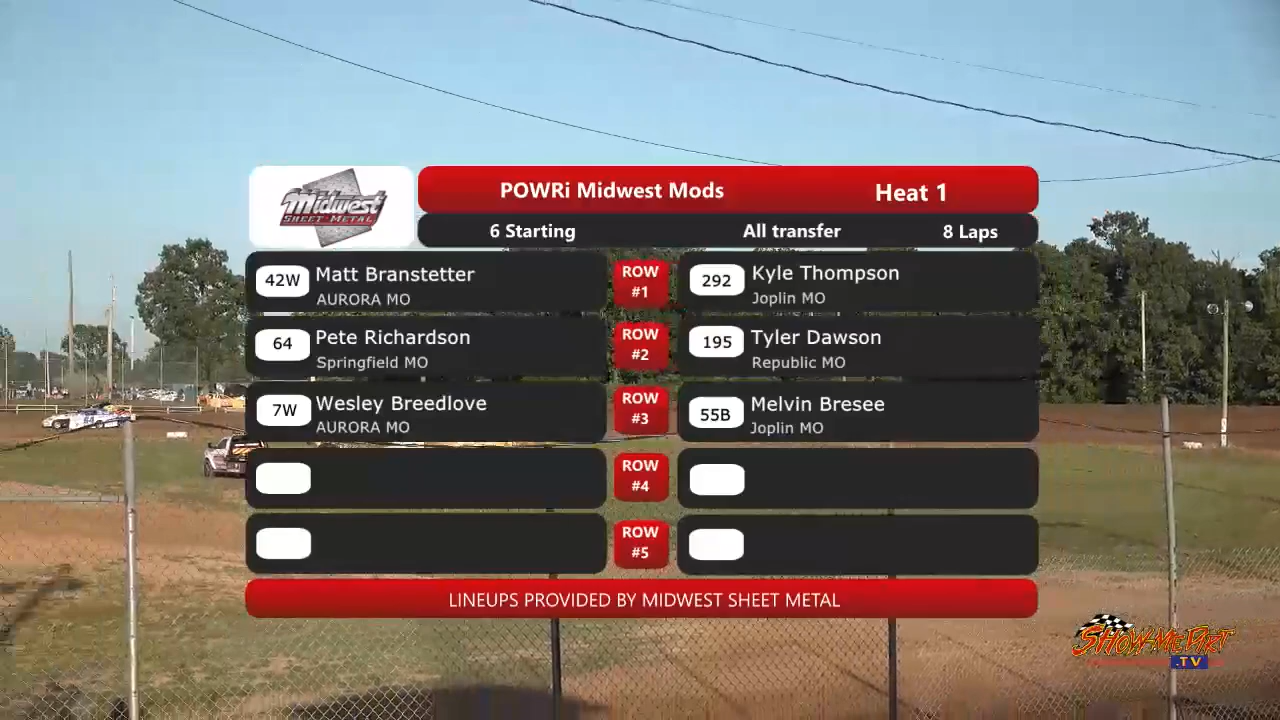 Midwest
SHEET METAL
POWRi Midwest Mods
Heat 1
6 Starting
All transfer
8 Laps
42W
Matt Branstetter
AURORA MO
ROW
#1
292
Kyle Thompson
Joplin MO
64
Pete Richardson
Springfield MO
ROW
#2
195
Tyler Dawson
Republic MO
7W
Wesley Breedlove
AURORA MO
ROW
#3
55B
Melvin Bresee
Joplin MO
ROW
#4
ROW
#5
LINEUPS PROVIDED BY MIDWEST SHEET METAL
SHOW-ME DIRT
.TV